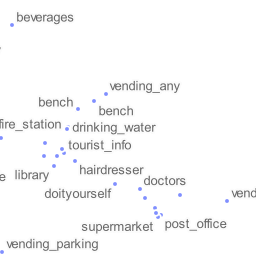 beverages
vending_any
bench
bench
fire_station
drinking_water
tourist_info
e
library
hairdresser
doityourself
doctors
vend
supermarket
post_office
vending_parking